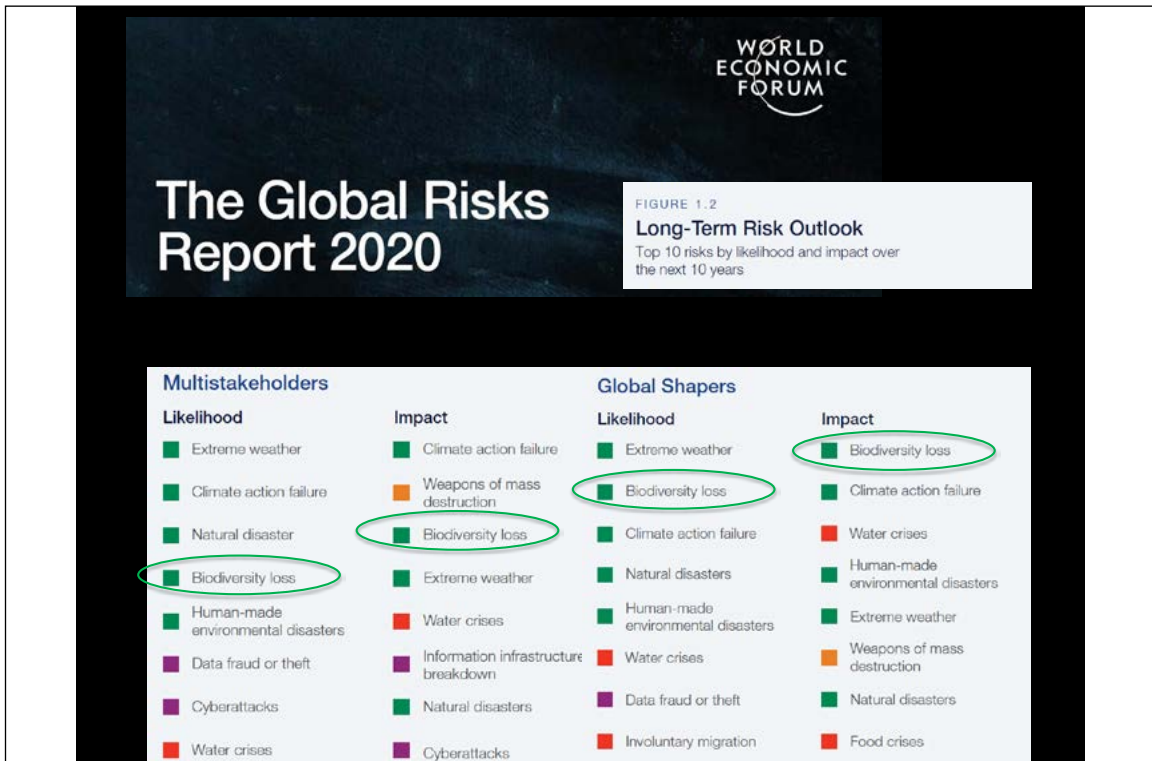 WORLD
ECONOMIC
FORUM
The Global Risks
Report 2020
FIGURE 1.2
Long-Term Risk Outlook
Top 10 risks by likelihood and impact over
the next 10 years
Multistakeholders
Likelihood
Extreme weather
Climate action failure
Natural disaster
Biodiversity loss
Human-made
environmental disasters
Data fraud or theft
Cyberattacks
Water crises
Impact
Climate action failure
Weapons of mass
destruction
Biodiversity loss
Extreme weather
Water crises
Information infrastructure
breakdown
Natural disasters
Cyberattacks
Global Shapers
Likelihood
Extreme weather
Biodiversity loss
Climate action failure
Natural disasters
Human-made
environmental disasters
Water crises
Data fraud or theft
Involuntary migration
Impact
Biodiversity loss
Climate action failure
Water crises
Human-made
environmental disasters
Extreme weather
Weapons of mass
destruction
Natural disasters
Food crises